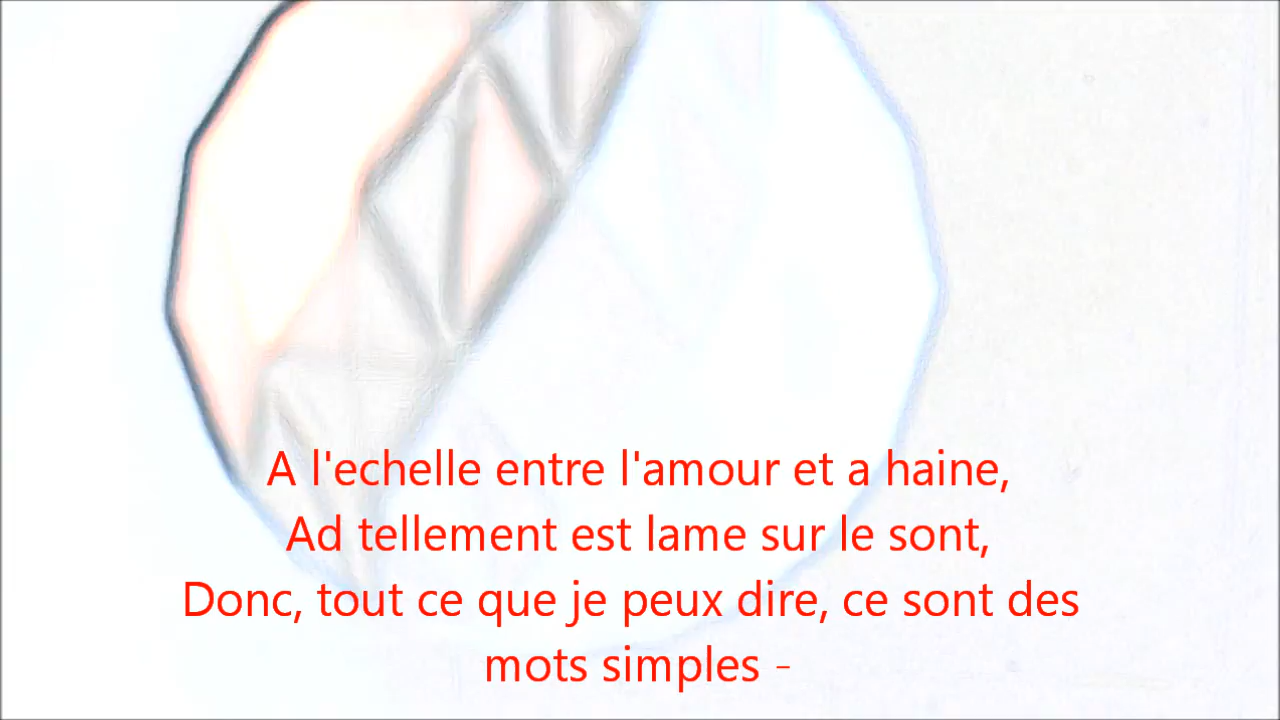 A l'echelle entre l'amour et a haine,
Ad tellement est lame sur le sont,
Donc, tout ce que je peux dire, ce sont des
mots simples -